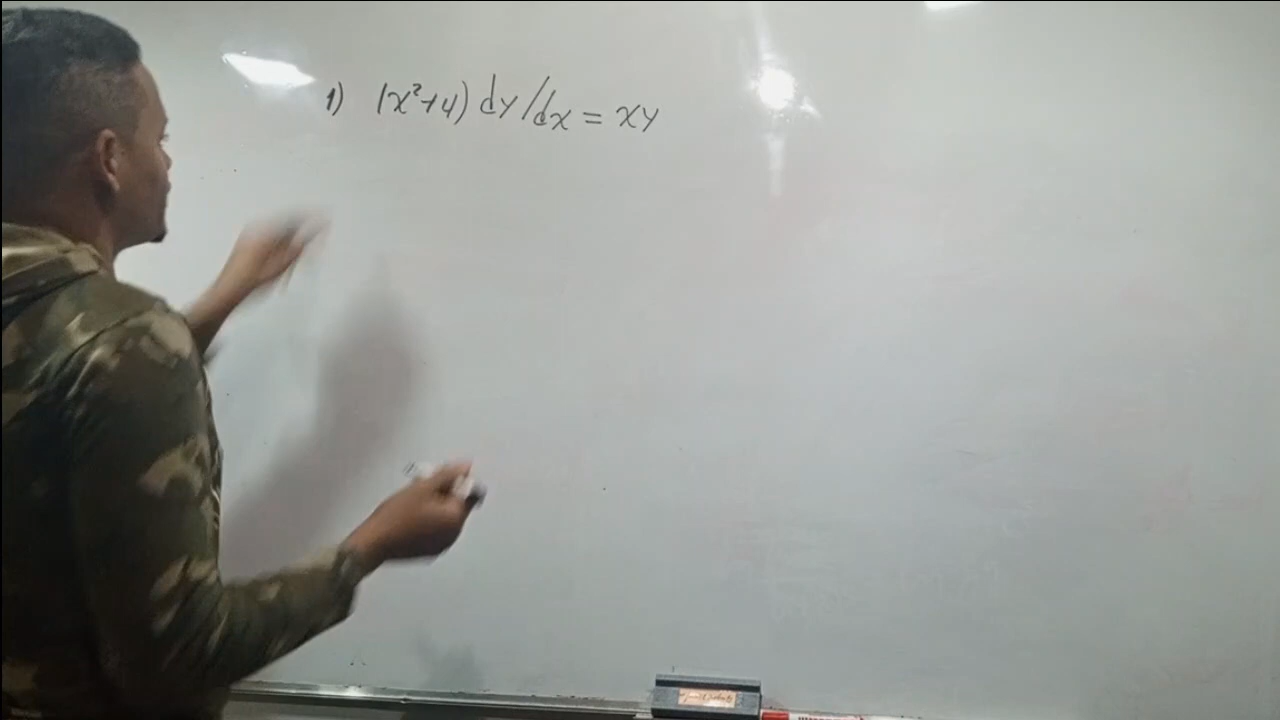 1) (x²+4) dy/dx = xy